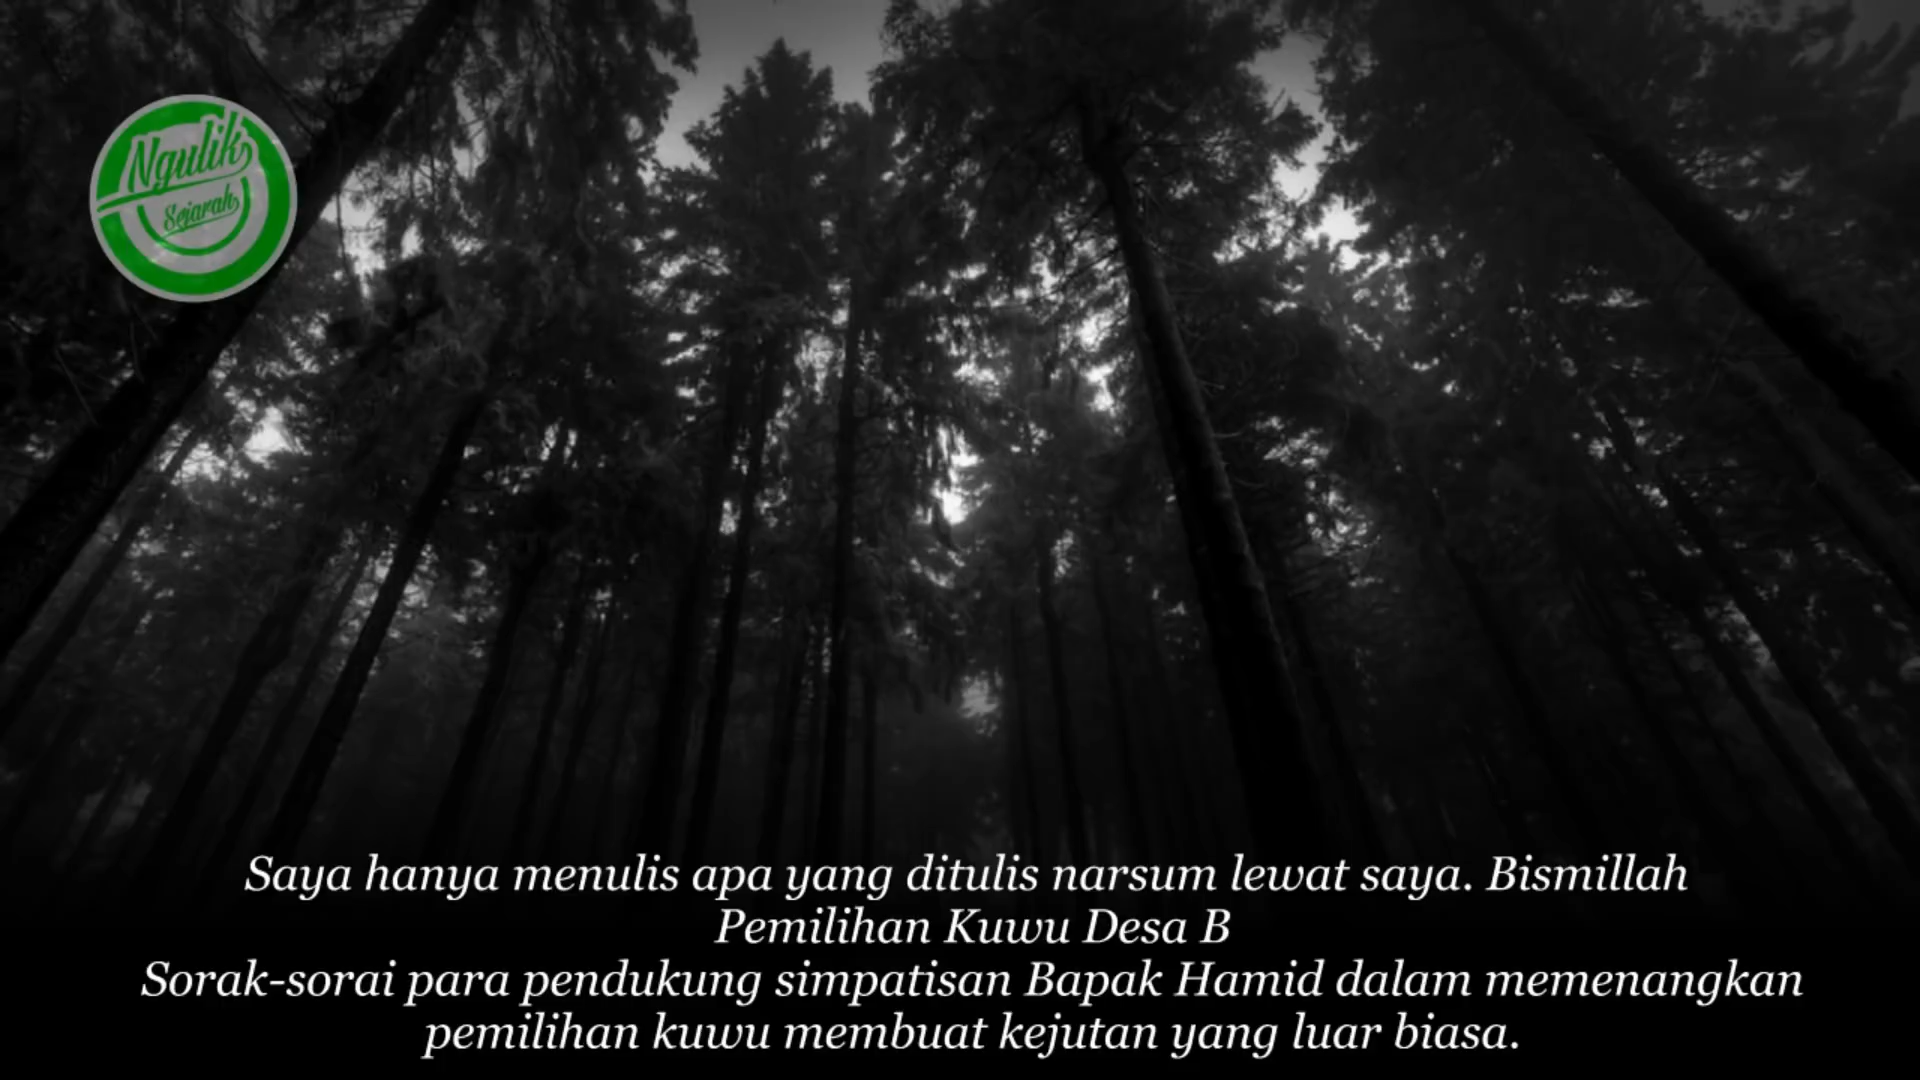 Ngulik
Sejarah
Saya hanya menulis apa yang ditulis narsum lewat saya. Bismillah
Pemilihan Kuwu Desa B
Sorak-sorai para pendukung simpatisan Bapak Hamid dalam memenangkan
pemilihan kuwu membuat kejutan yang luar biasa.